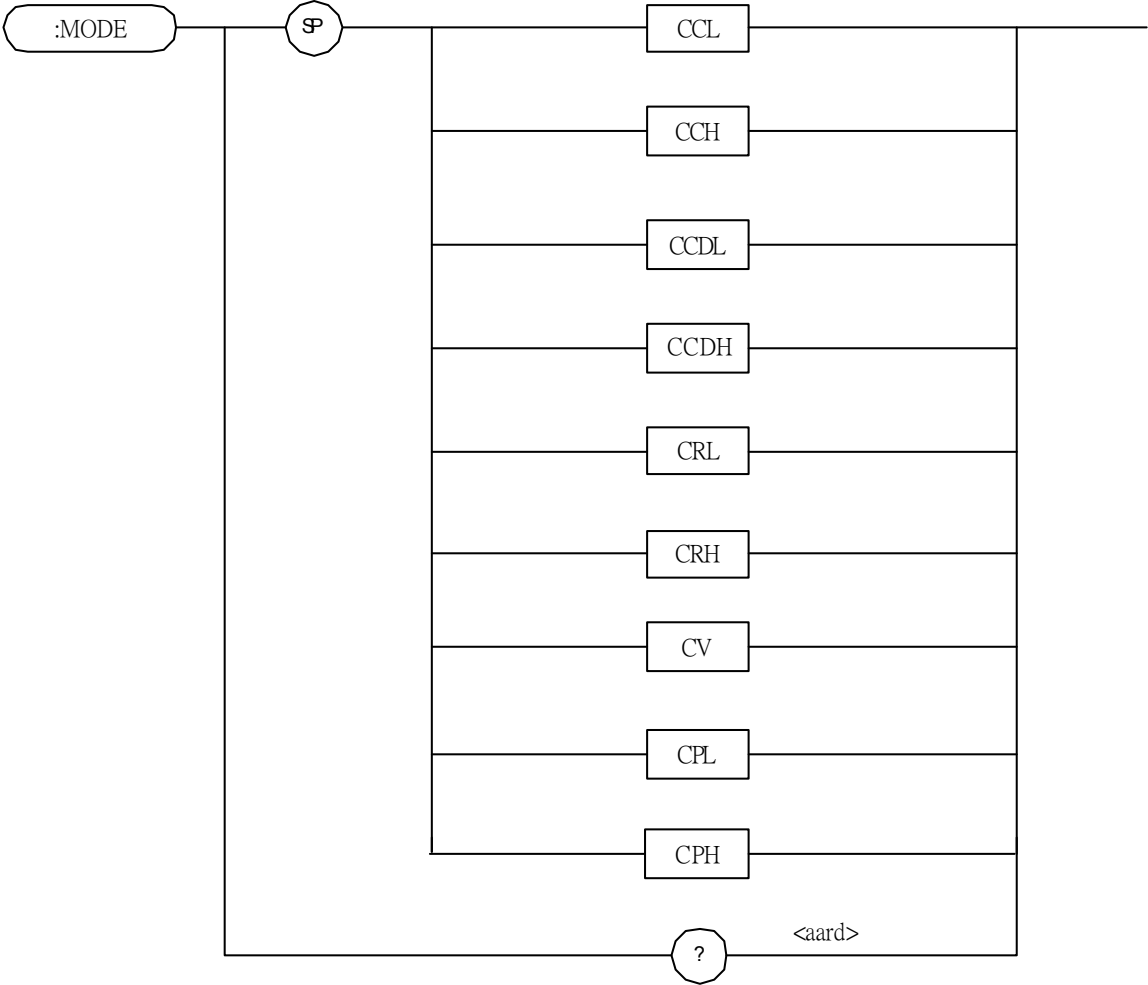 :MODE
SP
CCL
CCH
CCDL
CCDH
CRL
CRH
CV
CPL
CPH
<aard>
?